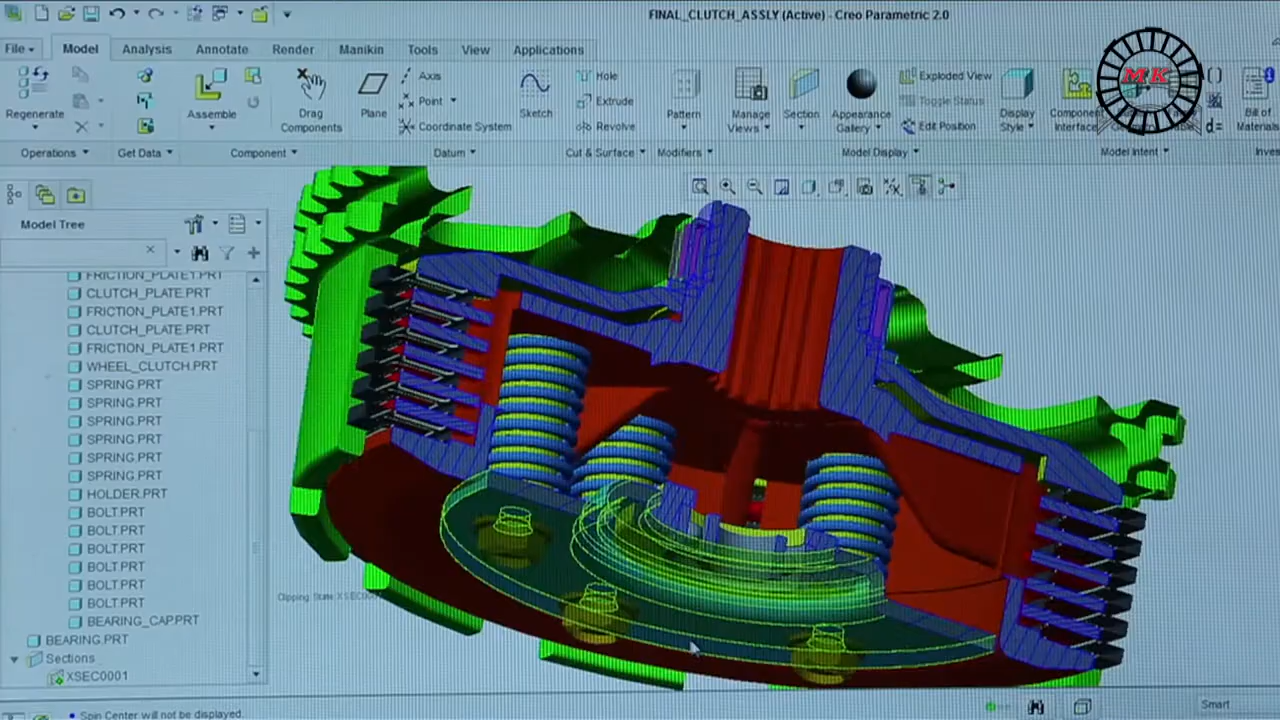 FINAL_CLUTCH_ASSLY (Active) - Creo Parametric 2.0
File Model Analysis Annotate Render Manikin Tools View Applications
MK
Regenerate
Assemble
Drag Components
Plane
Axis
Point
Coordinate System
Sketch
Hole
Extrude
Revolve
Pattern
Manage Views
Section
Appearance Gallery
Exploded View
Toggle Status
Edit Position
Display Style
Component Interface
d=
Bill of Materials
Operations Get Data Component Datum Cut & Surface Modifiers Model Display Model Intent Inves
Model Tree
FRICTION_PLATE1.PRT
CLUTCH_PLATE.PRT
FRICTION_PLATE1.PRT
CLUTCH_PLATE.PRT
FRICTION_PLATE1.PRT
WHEEL_CLUTCH.PRT
SPRING.PRT
SPRING.PRT
SPRING.PRT
SPRING.PRT
SPRING.PRT
SPRING.PRT
HOLDER.PRT
BOLT.PRT
BOLT.PRT
BOLT.PRT
BOLT.PRT
BOLT.PRT
BOLT.PRT
BEARING_CAP.PRT
BEARING.PRT
Sections
XSEC0001
Clipping State:XSEC0001
Spin Center will not be displayed.
Smart